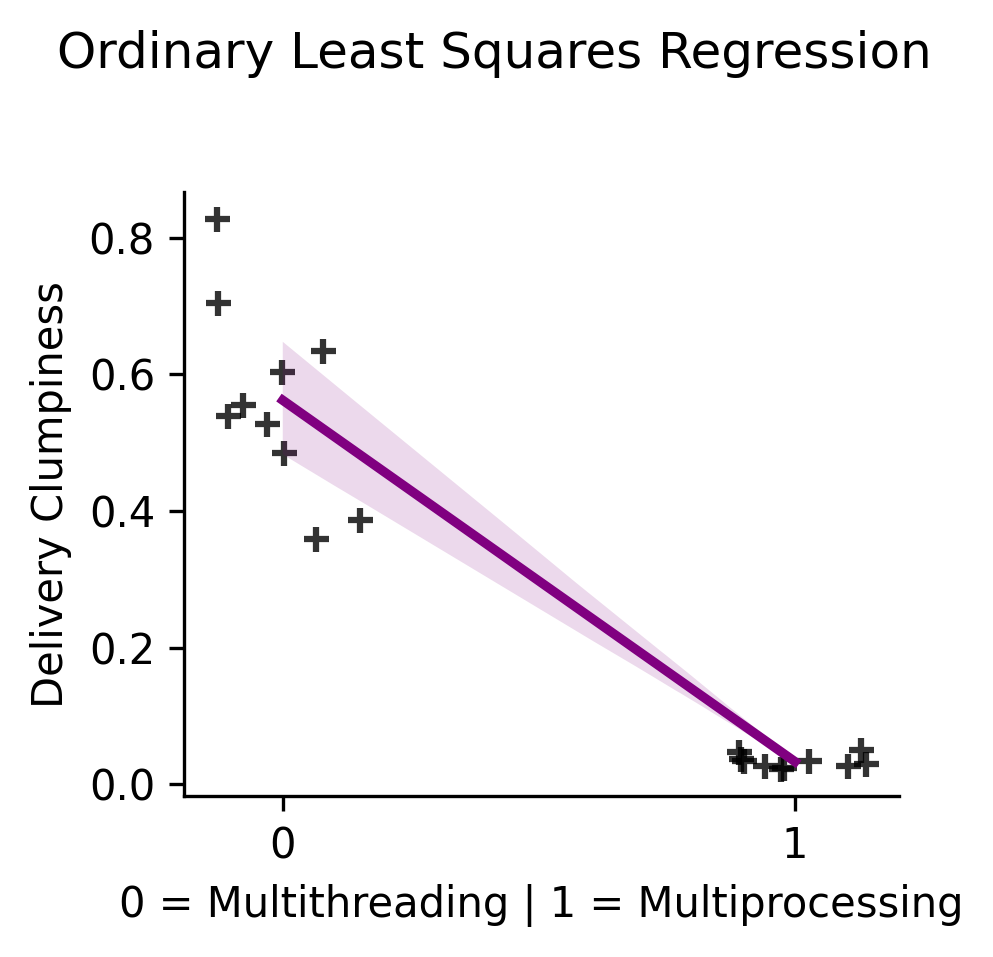 Ordinary Least Squares Regression
Delivery Clumpiness
0.8
0.6
0.4
0.2
0.0
0 1
0 = Multithreading | 1 = Multiprocessing